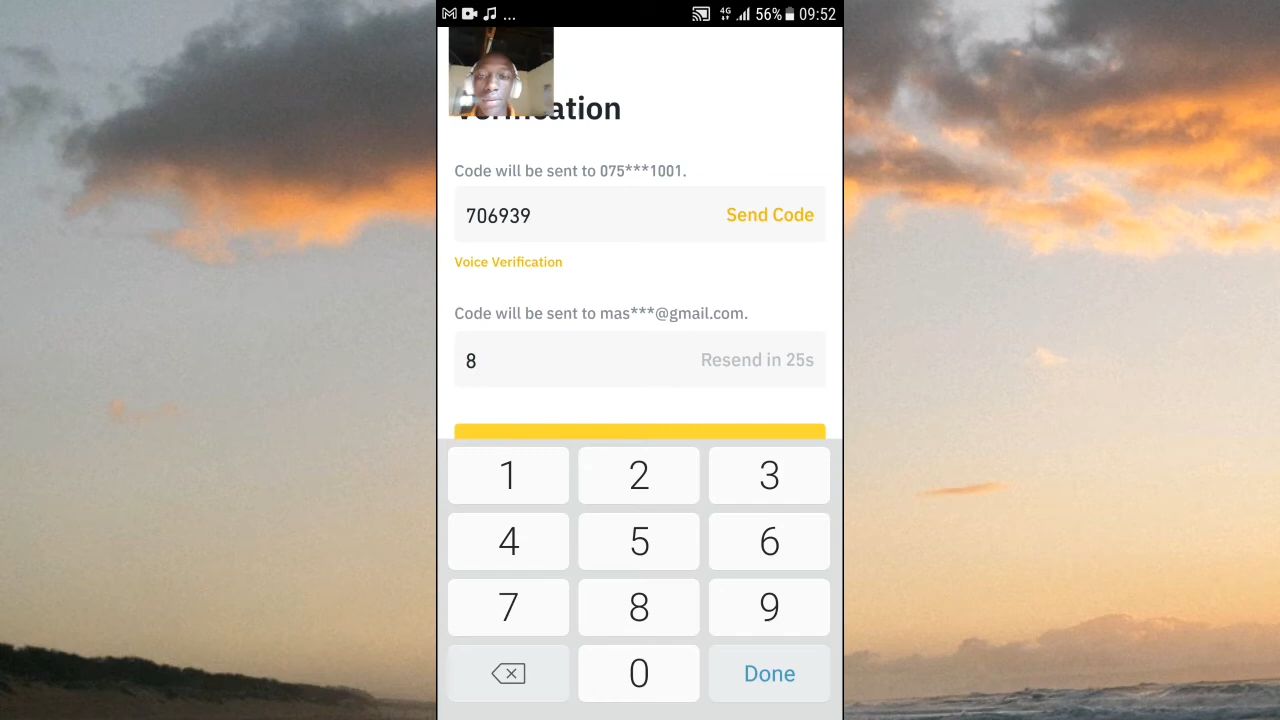 ... 4G 56% 09:52
Verification
Code will be sent to 075***1001.
706939 Send Code
Voice Verification
Code will be sent to mas***@gmail.com.
8 Resend in 25s
1 2 3
4 5 6
7 8 9
0 Done